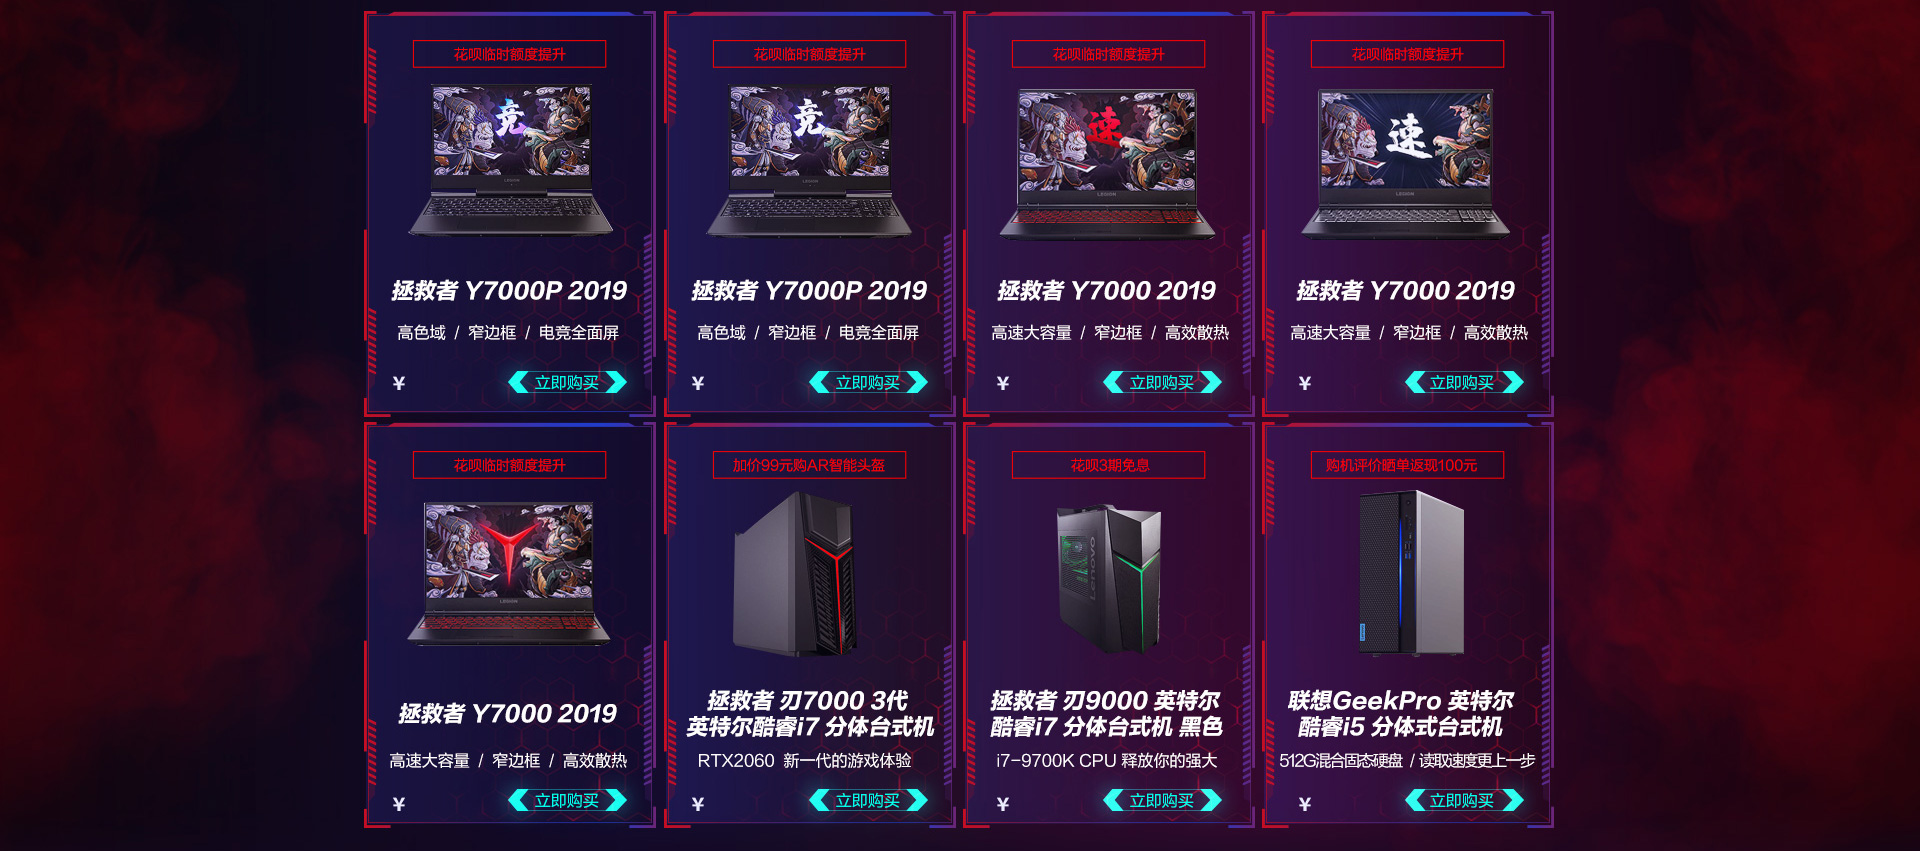 花呗临时额度提升
花呗临时额度提升
花呗临时额度提升
花呗临时额度提升
竞
竞
速
速
LEGION
LEGION
LEGION
LEGION
拯救者 Y7000P 2019
拯救者 Y7000P 2019
拯救者 Y7000 2019
拯救者 Y7000 2019
高色域 / 窄边框 / 电竞全面屏
高色域 / 窄边框 / 电竞全面屏
高速大容量 / 窄边框 / 高效散热
高速大容量 / 窄边框 / 高效散热
¥ 立即购买
¥ 立即购买
¥ 立即购买
¥ 立即购买
花呗临时额度提升
加价99元购AR智能头盔
花呗3期免息
购机评价晒单返现100元
LEGION
Lenovo
Lenovo
拯救者 Y7000 2019
拯救者 刃7000 3代
英特尔酷睿i7 分体台式机
拯救者 刃9000 英特尔
酷睿i7 分体台式机 黑色
联想GeekPro 英特尔
酷睿i5 分体式台式机
高速大容量 / 窄边框 / 高效散热
RTX2060 新一代的游戏体验
i7-9700K CPU 释放你的强大
512G混合固态硬盘 / 读取速度更上一步
¥ 立即购买
¥ 立即购买
¥ 立即购买
¥ 立即购买